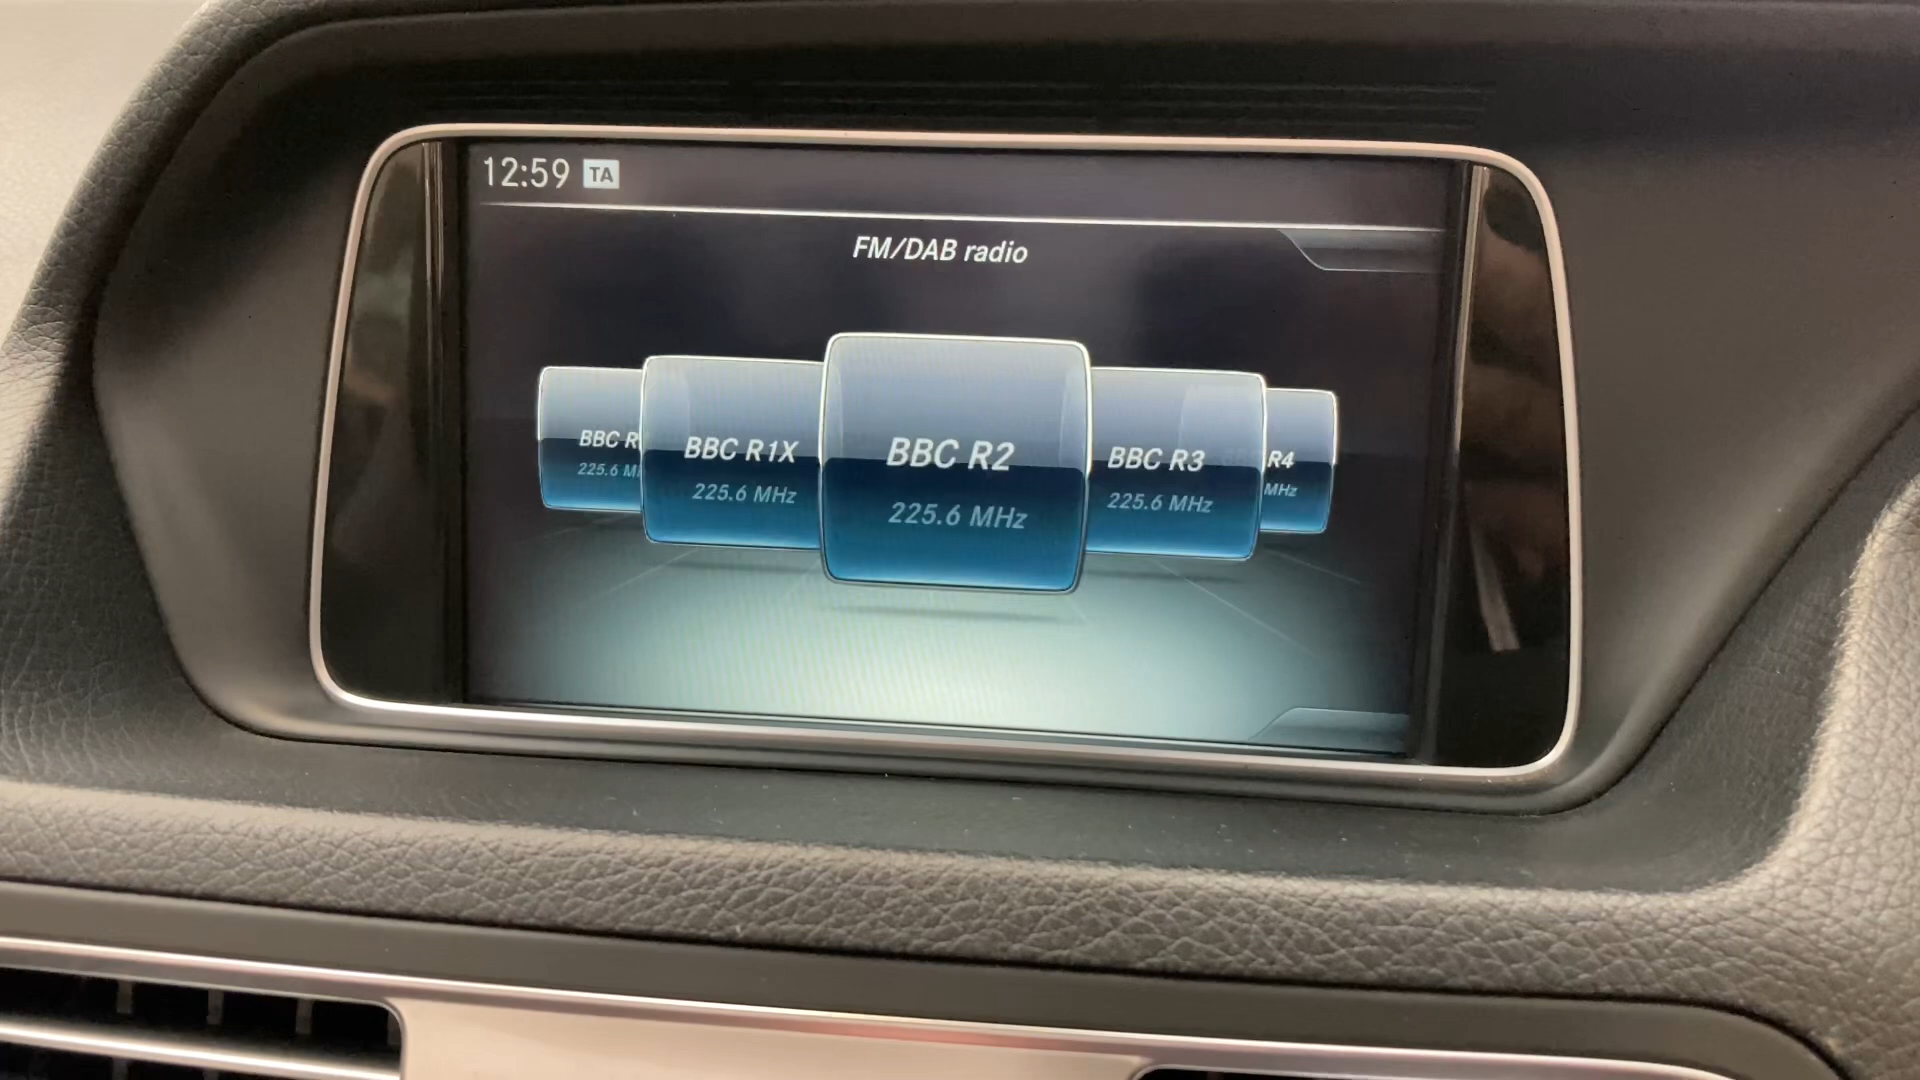 12:59 TA
FM/DAB radio
BBC R
225.6 M
BBC R1X
225.6 MHz
BBC R2
225.6 MHz
BBC R3
225.6 MHz
R4
MHz